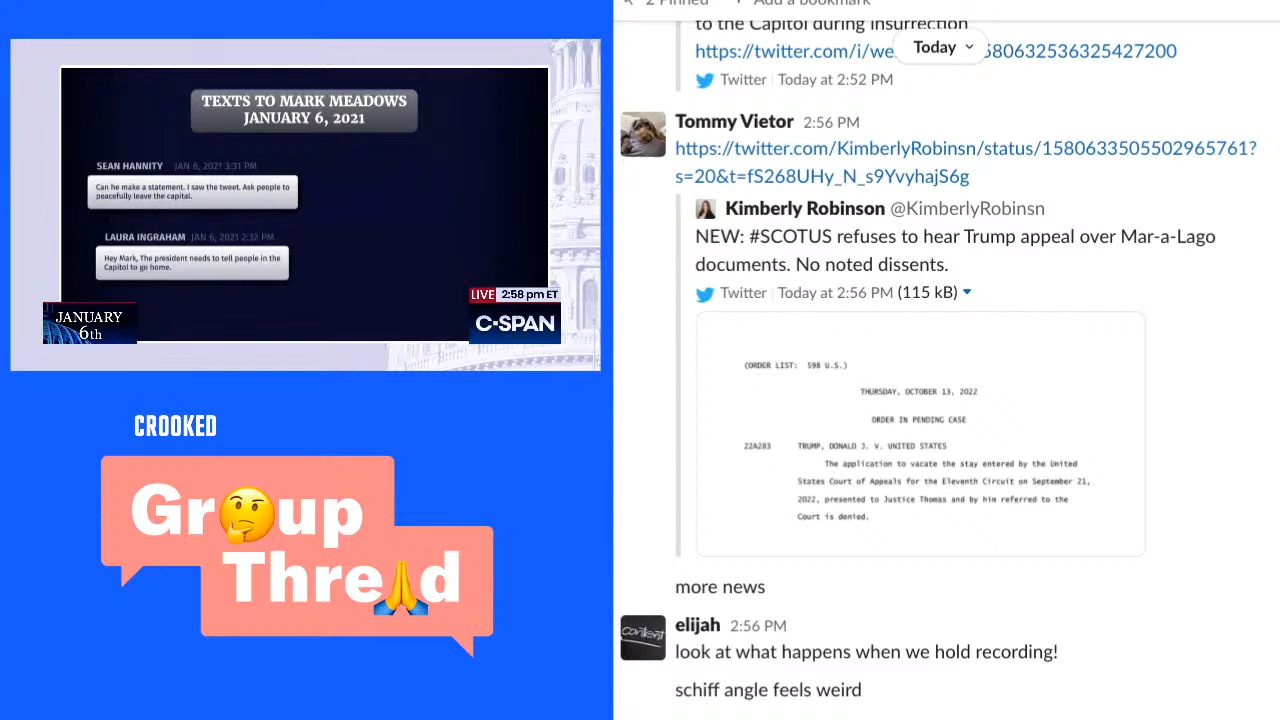 TEXTS TO MARK MEADOWS
JANUARY 6, 2021
SEAN HANNITY JAN 6, 2021 3:31 PM
Can he make a statement. I saw the tweet. Ask people to
peacefully leave the capital.
LAURA INGRAHAM JAN 6, 2021 2:32 PM
Hey Mark, The president needs to tell people in the
Capitol to go home.
JANUARY
6th
LIVE 2:58 pm ET
C-SPAN
CROOKED
Gr🤔up
Thre🙏d
2 Pinned + Add a bookmark
to the Capitol during insurrection
Today
https://twitter.com/i/we 580632536325427200
Twitter Today at 2:52 PM
Tommy Vietor 2:56 PM
https://twitter.com/KimberlyRobinsn/status/1580633505502965761?
s=20&t=fS268UHy_N_s9YvyhajS6g
Kimberly Robinson @KimberlyRobinsn
NEW: #SCOTUS refuses to hear Trump appeal over Mar-a-Lago
documents. No noted dissents.
Twitter Today at 2:56 PM (115 kB)
(ORDER LIST: 598 U.S.)
THURSDAY, OCTOBER 13, 2022
ORDER IN PENDING CASE
22A283 TRUMP, DONALD J. V. UNITED STATES
The application to vacate the stay entered by the United
States Court of Appeals for the Eleventh Circuit on September 21,
2022, presented to Justice Thomas and by him referred to the
Court is denied.
more news
content
elijah 2:56 PM
look at what happens when we hold recording!
schiff angle feels weird